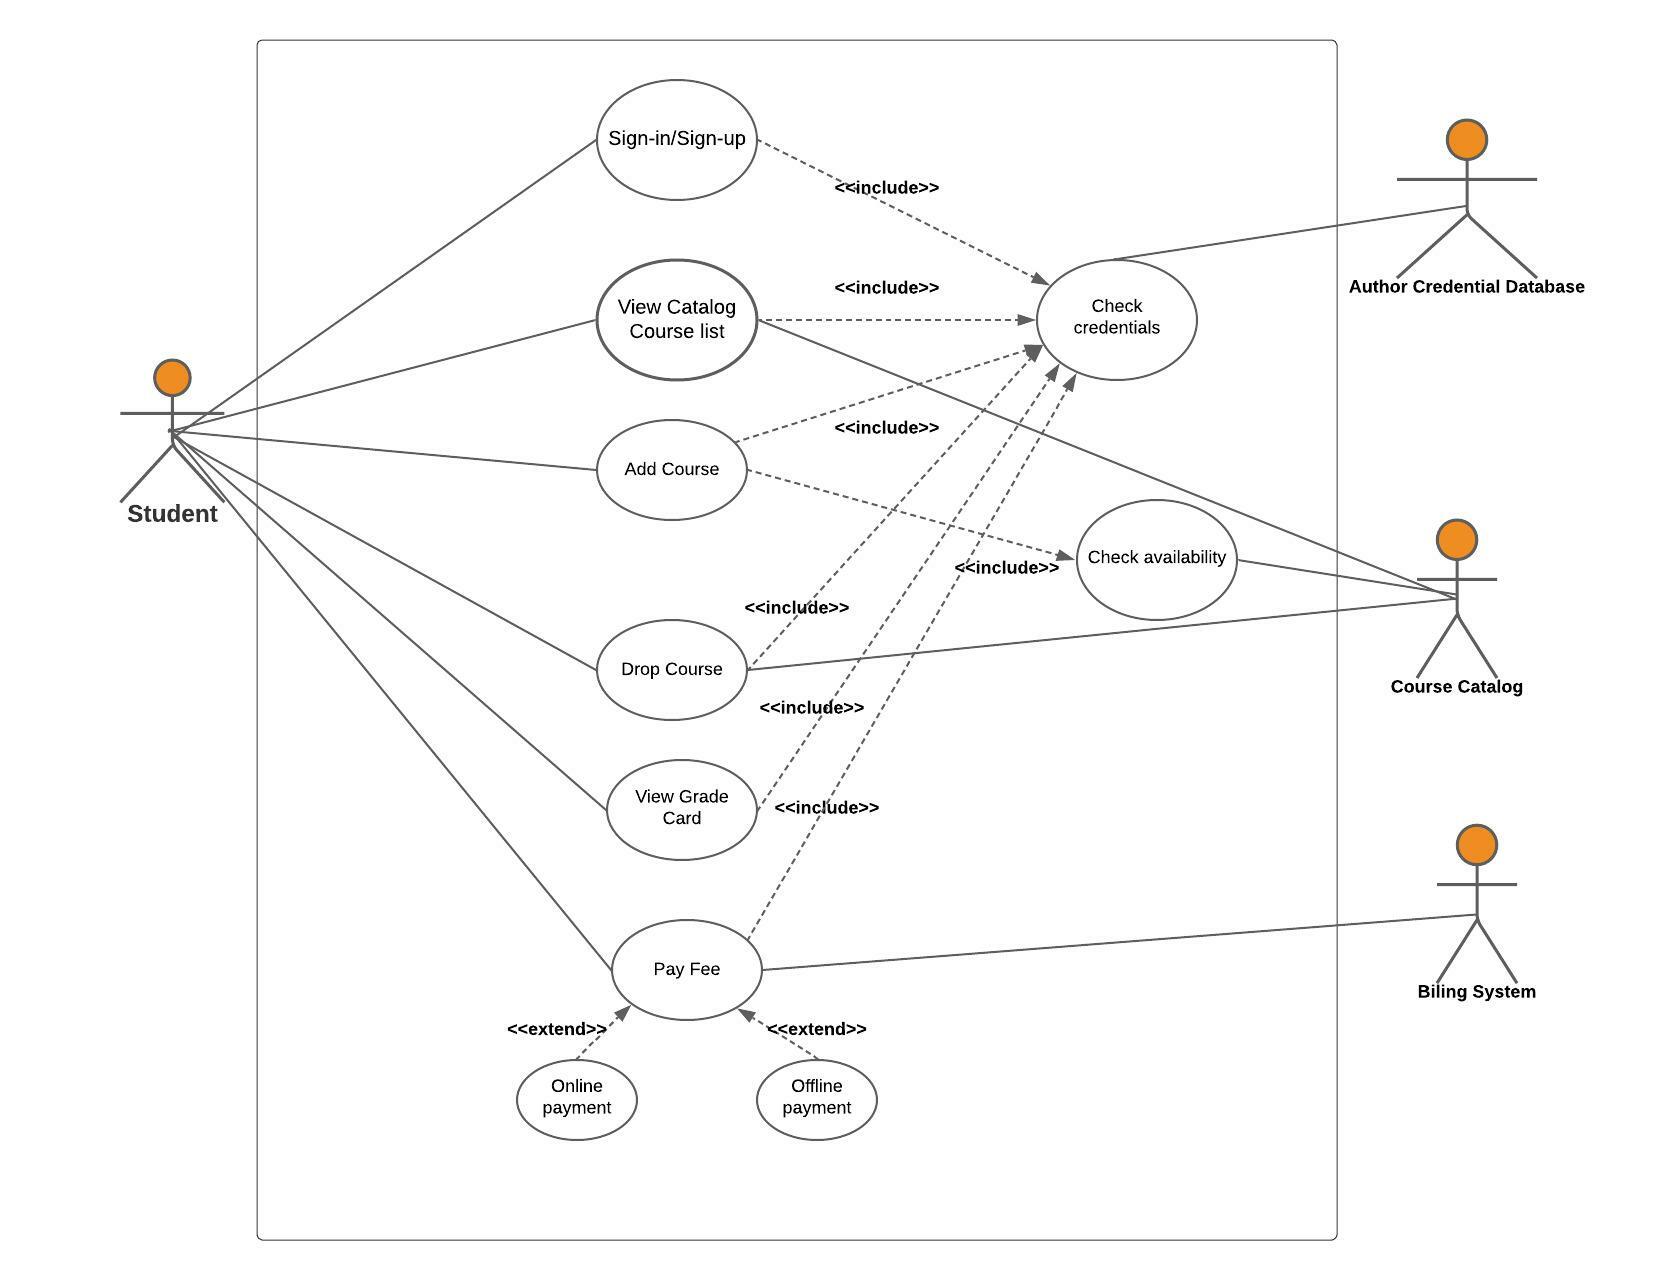 Sign-in/Sign-up
<<include>>
Author Credential Database
<<include>>
View Catalog
Course list
Check
credentials
<<include>>
Add Course
Student
Check availability
<<include>>
<<include>>
Drop Course
Course Catalog
<<include>>
View Grade
Card
<<include>>
Pay Fee
Biling System
<<extend>>
<<extend>>
Online
payment
Offline
payment